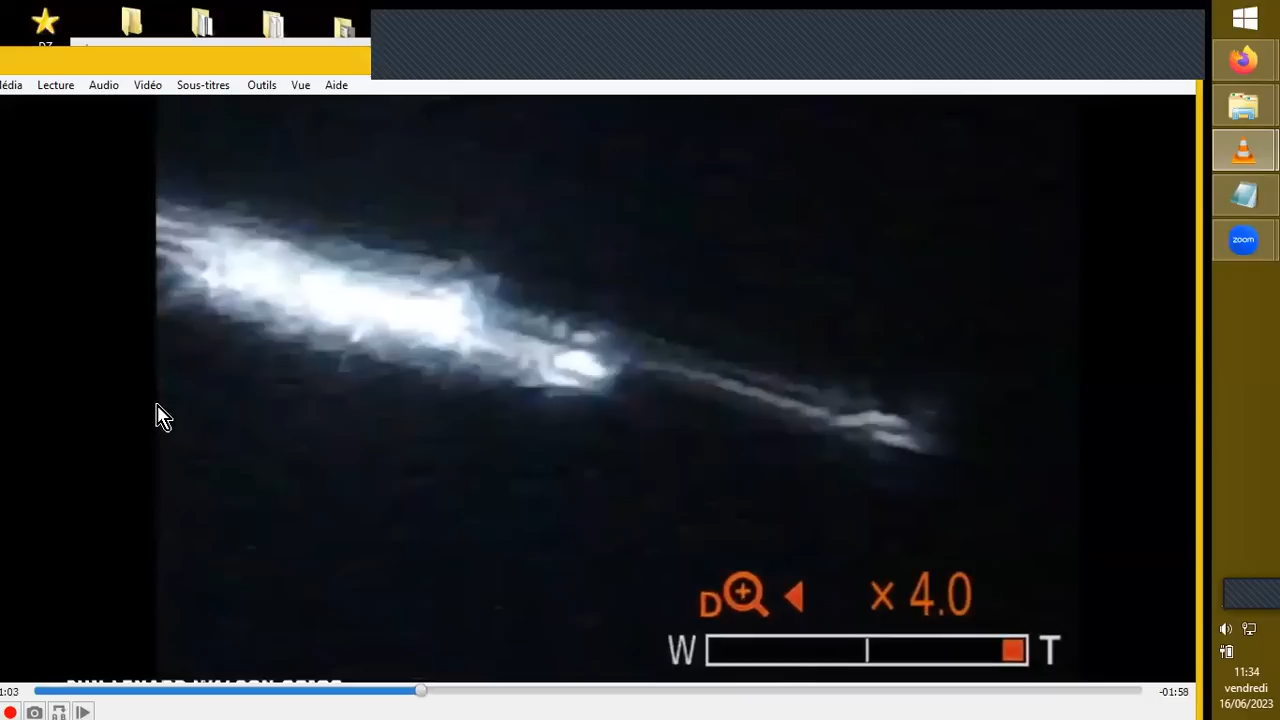 Lecture Audio Vidéo Sous-titres Outils Vue Aide
D × 4.0
W T
1:03 -01:58
zoom
11:34
vendredi
16/06/2023